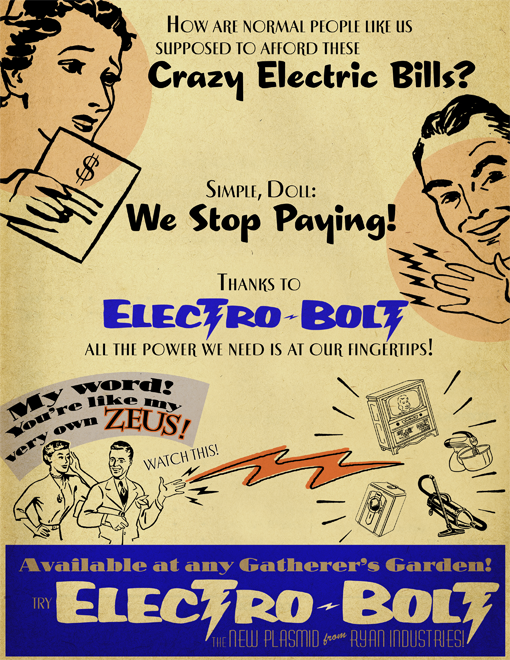 How are normal people like us
supposed to afford these
Crazy Electric Bills?
$
Simple, Doll:
We Stop Paying!
Thanks to
Electro-Bolt
all the power we need is at our fingertips!
My word!
You're like my
very own ZEUS!
WATCH THIS!
Available at any Gatherer's Garden!
TRY Electro-Bolt
THE NEW PLASMID from RYAN INDUSTRIES!